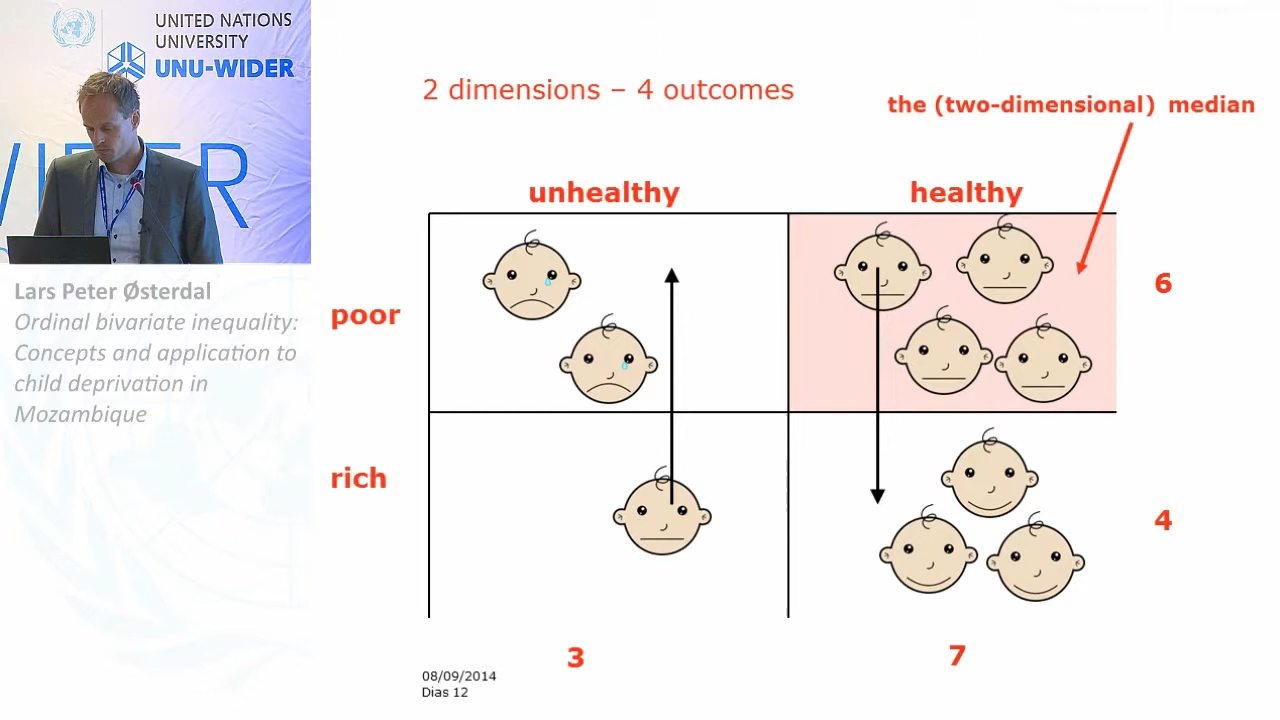 UNITED NATIONS
UNIVERSITY
UNU-WIDER
WIDER
Lars Peter Østerdal
Ordinal bivariate inequality:
Concepts and application to
child deprivation in
Mozambique
2 dimensions – 4 outcomes
the (two-dimensional) median
unhealthy
healthy
poor
6
rich
4
3
7
08/09/2014
Dias 12